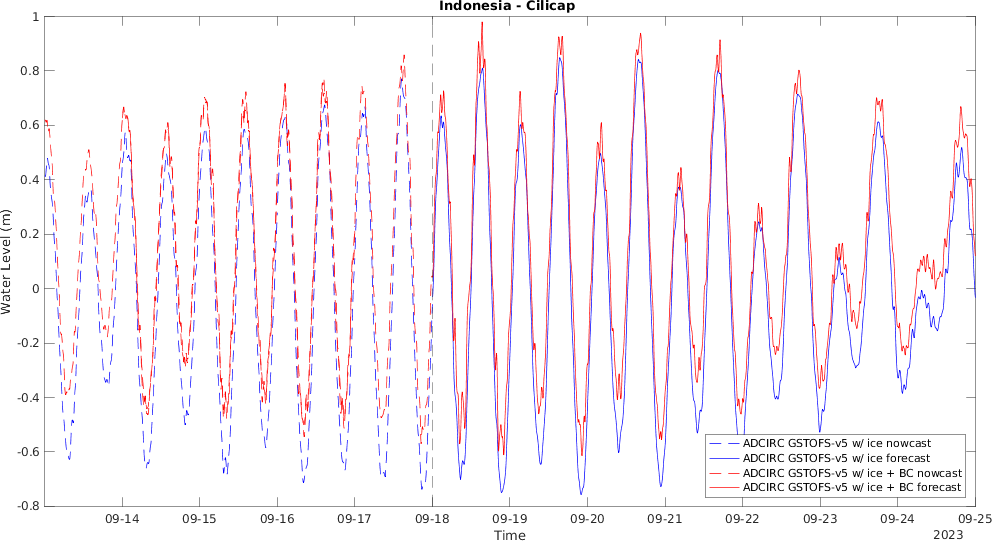 Indonesia - Cilicap
Water Level (m)
1
0.8
0.6
0.4
0.2
0
-0.2
-0.4
-0.6
-0.8
ADCIRC GSTOFS-v5 w/ ice nowcast
ADCIRC GSTOFS-v5 w/ ice forecast
ADCIRC GSTOFS-v5 w/ ice + BC nowcast
ADCIRC GSTOFS-v5 w/ ice + BC forecast
09-14 09-15 09-16 09-17 09-18 09-19 09-20 09-21 09-22 09-23 09-24 09-25
Time
2023